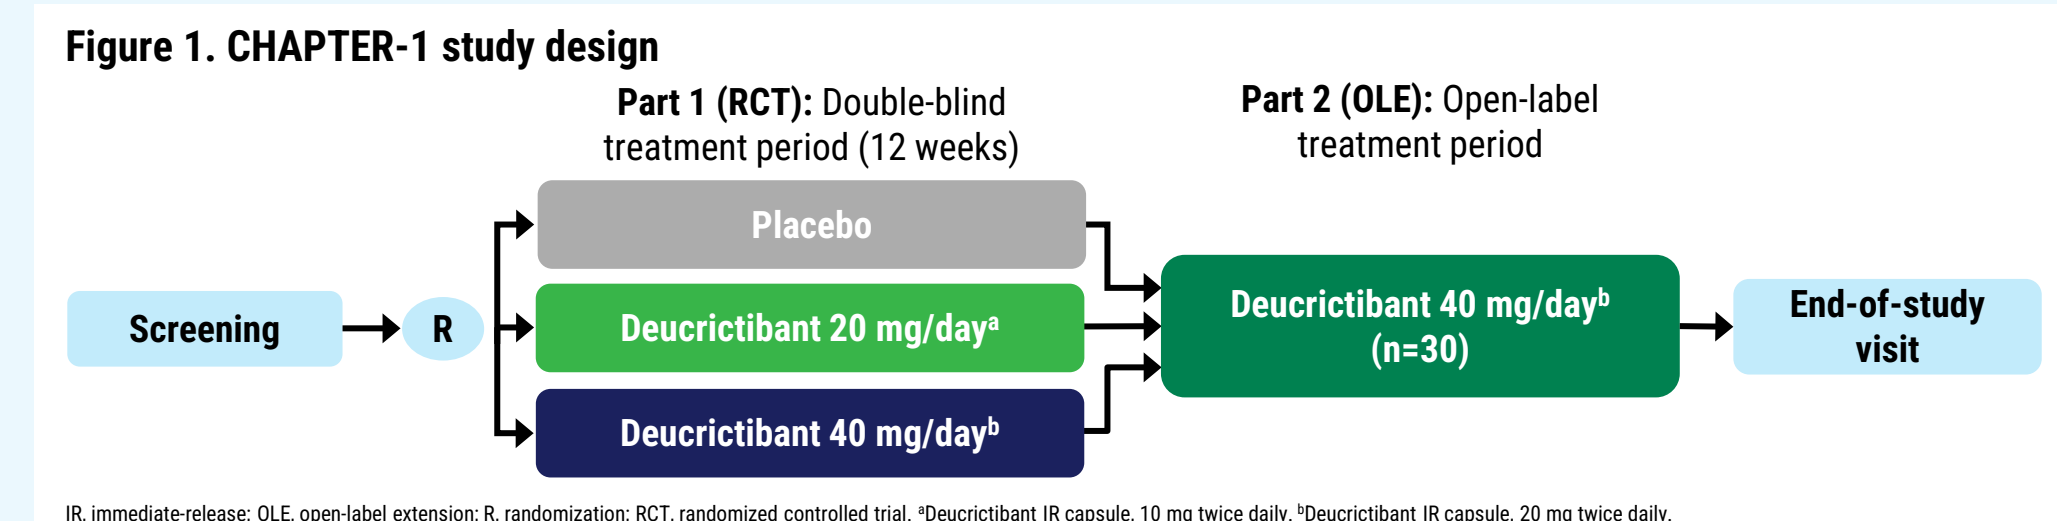 Figure 1. CHAPTER-1 study design
Part 1 (RCT): Double-blind
treatment period (12 weeks)
Part 2 (OLE): Open-label
treatment period
Screening
R
Placebo
Deucrictibant 20 mg/dayᵃ
Deucrictibant 40 mg/dayᵇ
Deucrictibant 40 mg/dayᵇ
(n=30)
End-of-study
visit
IR, immediate-release; OLE, open-label extension; R, randomization; RCT, randomized controlled trial. ᵃDeucrictibant IR capsule, 10 mg twice daily. ᵇDeucrictibant IR capsule, 20 mg twice daily.